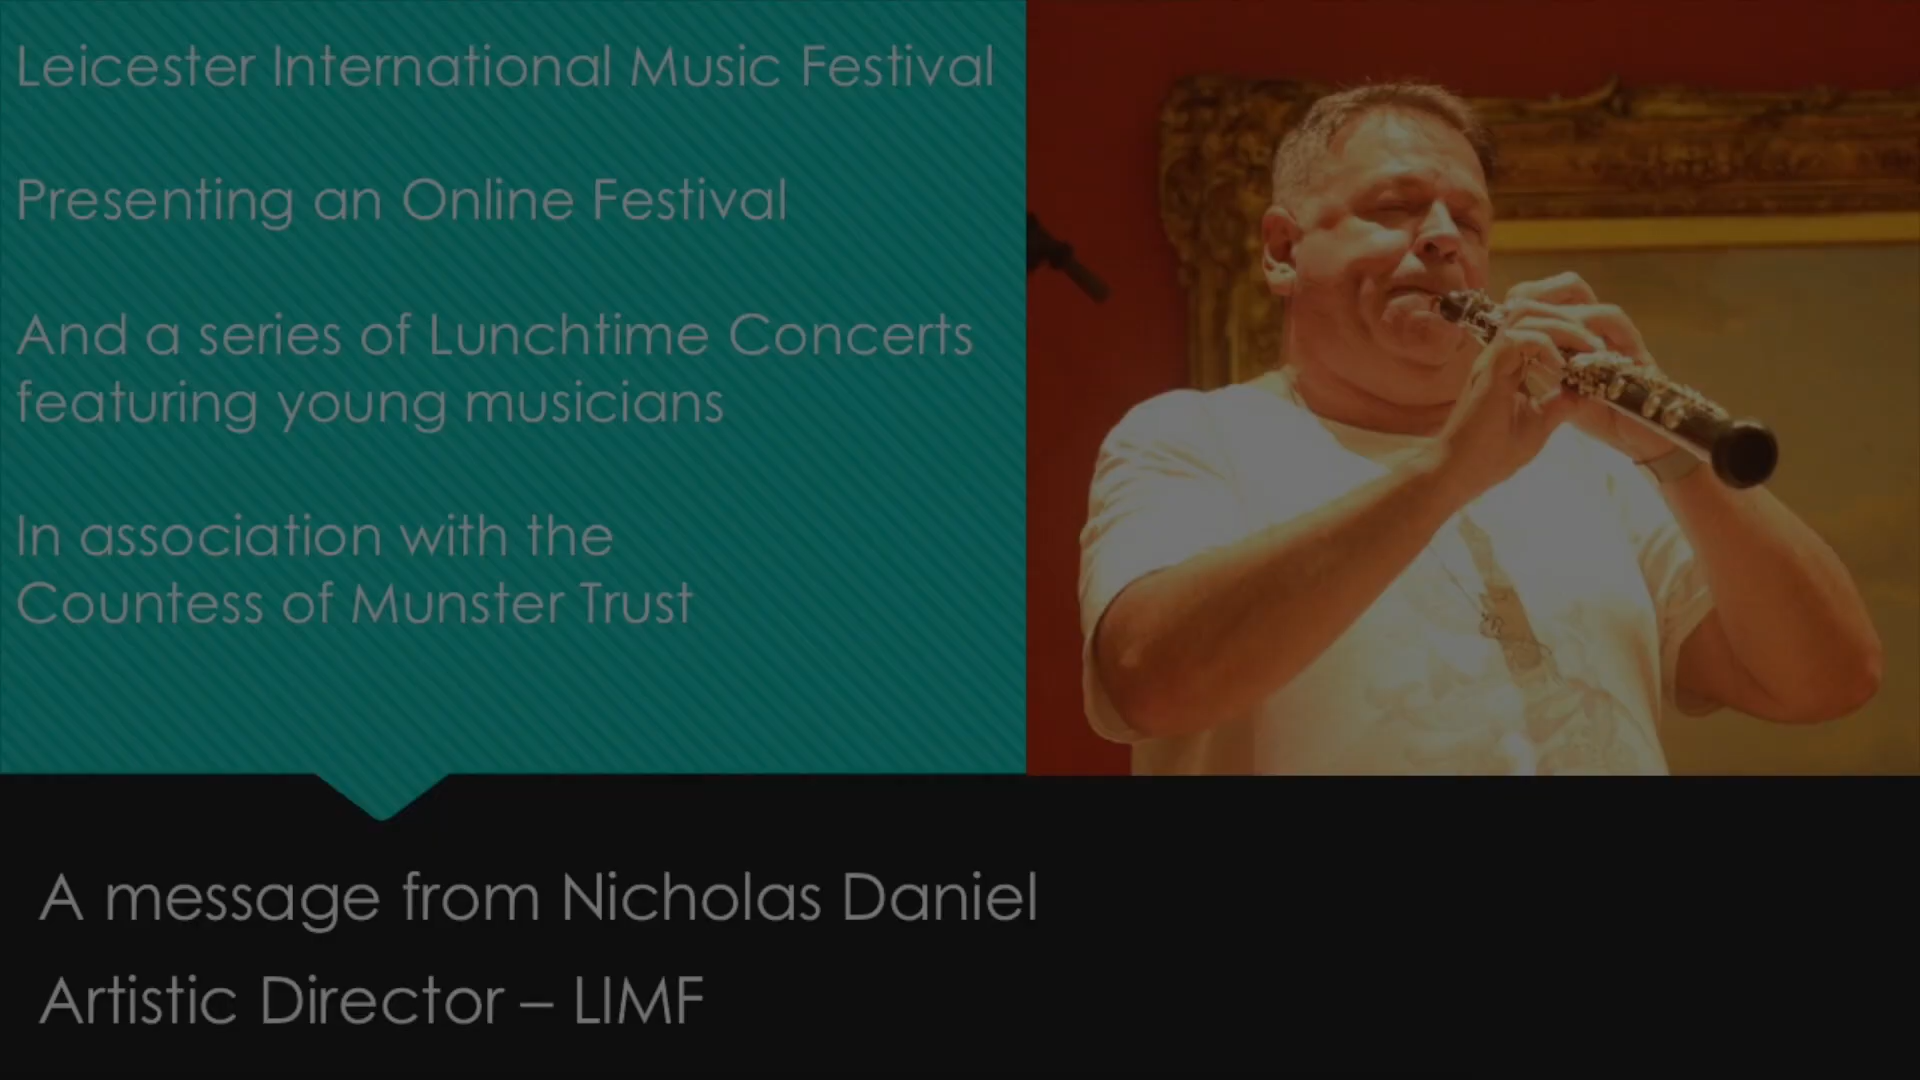 Leicester International Music Festival
Presenting an Online Festival
And a series of Lunchtime Concerts
featuring young musicians
In association with the
Countess of Munster Trust
A message from Nicholas Daniel
Artistic Director – LIMF